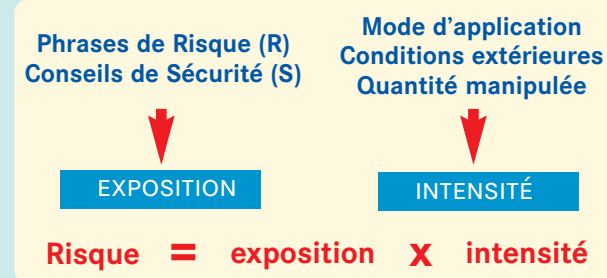 Phrases de Risque (R)
Conseils de Sécurité (S)
Mode d'application
Conditions extérieures
Quantité manipulée
EXPOSITION
INTENSITÉ
Risque = exposition x intensité